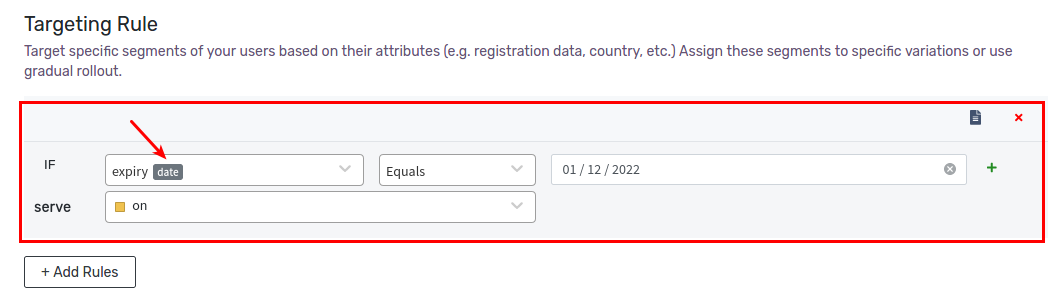 Targeting Rule
Target specific segments of your users based on their attributes (e.g. registration data, country, etc.) Assign these segments to specific variations or use
gradual rollout.
IF expiry date Equals 01 / 12 / 2022
serve on
+ Add Rules